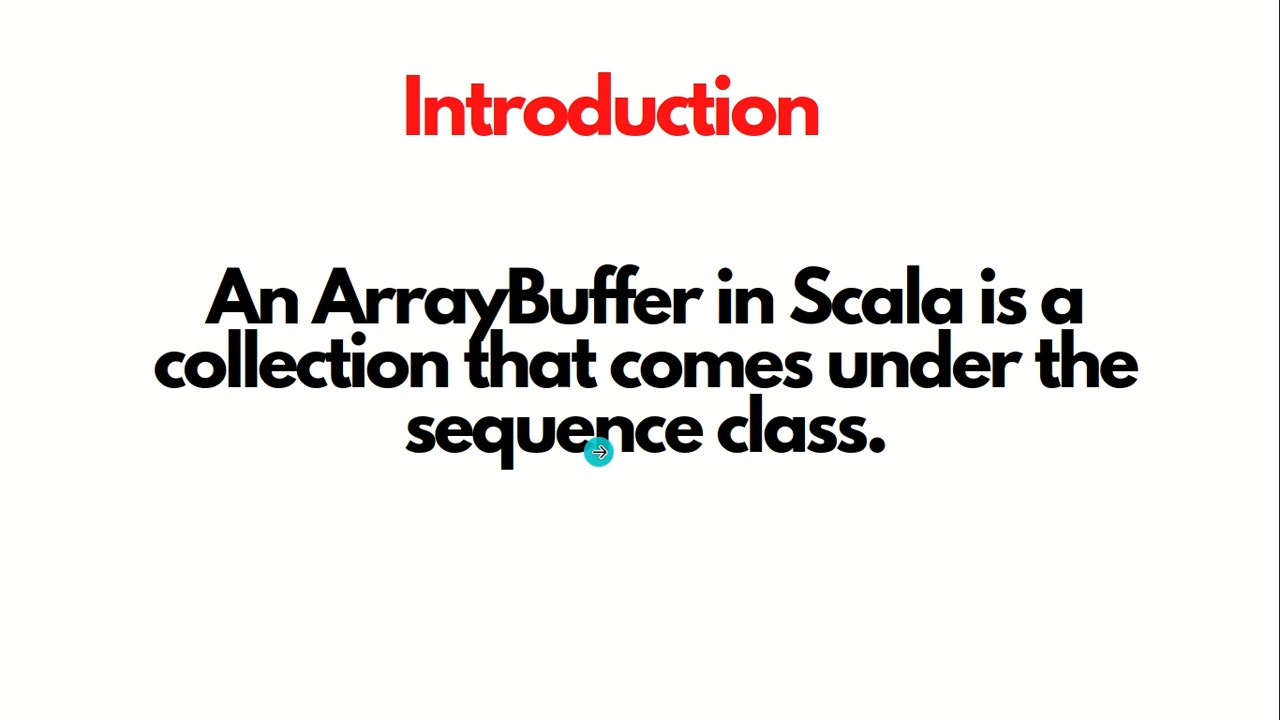 Introduction
An ArrayBuffer in Scala is a
collection that comes under the
sequence class.